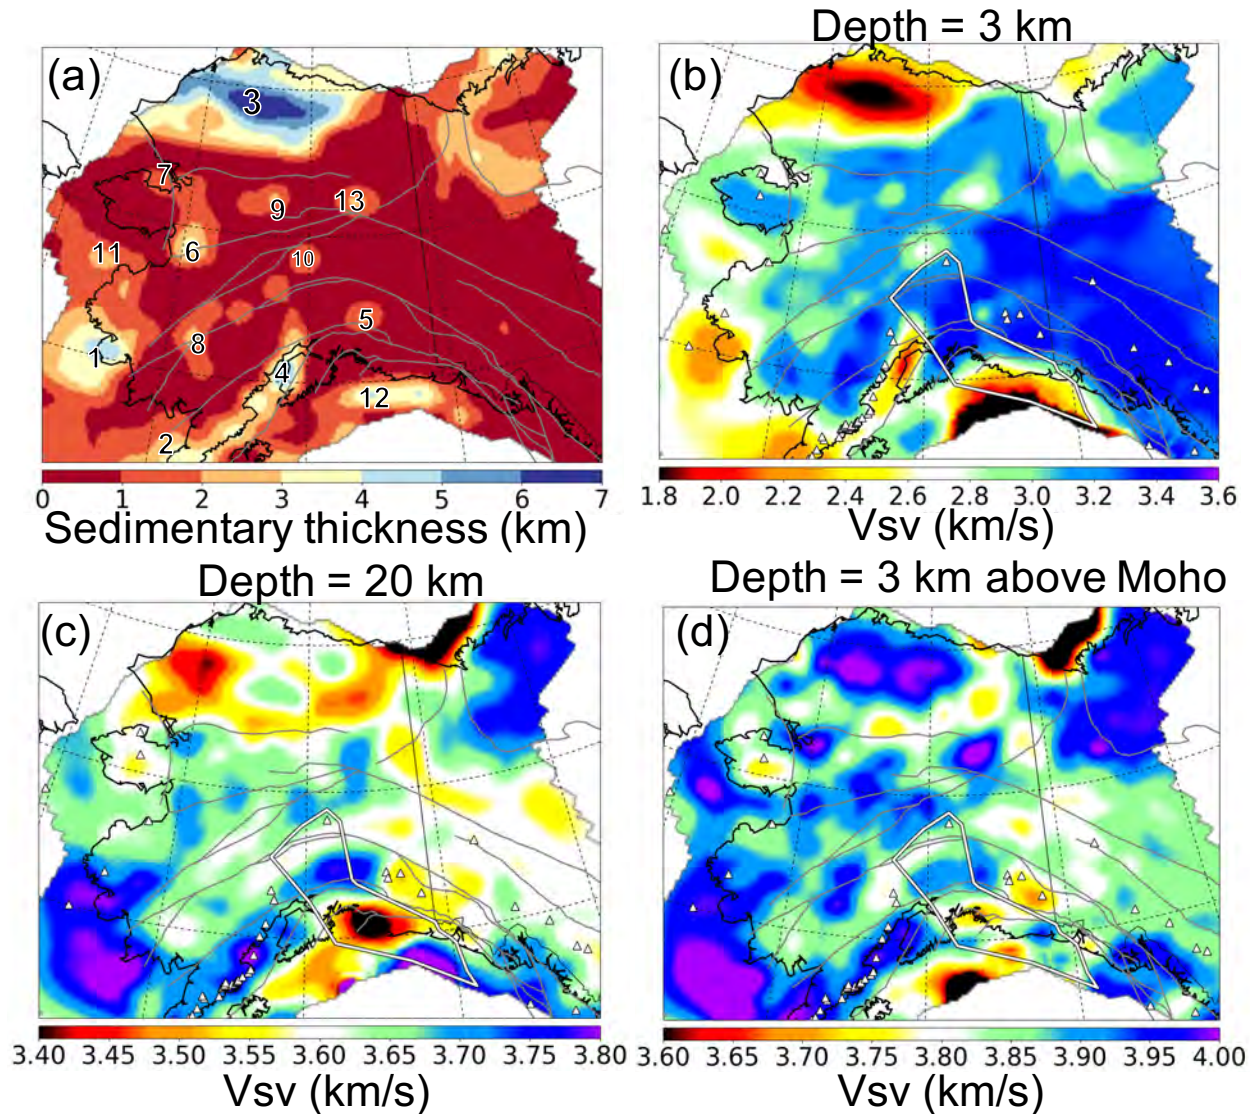 Depth = 3 km
(a)
3
7
9
13
11
6
10
5
8
1
4
12
2
0 1 2 3 4 5 6 7
Sedimentary thickness (km)
(b)
1.8 2.0 2.2 2.4 2.6 2.8 3.0 3.2 3.4 3.6
Vsv (km/s)
Depth = 20 km
(c)
3.40 3.45 3.50 3.55 3.60 3.65 3.70 3.75 3.80
Vsv (km/s)
Depth = 3 km above Moho
(d)
3.60 3.65 3.70 3.75 3.80 3.85 3.90 3.95 4.00
Vsv (km/s)